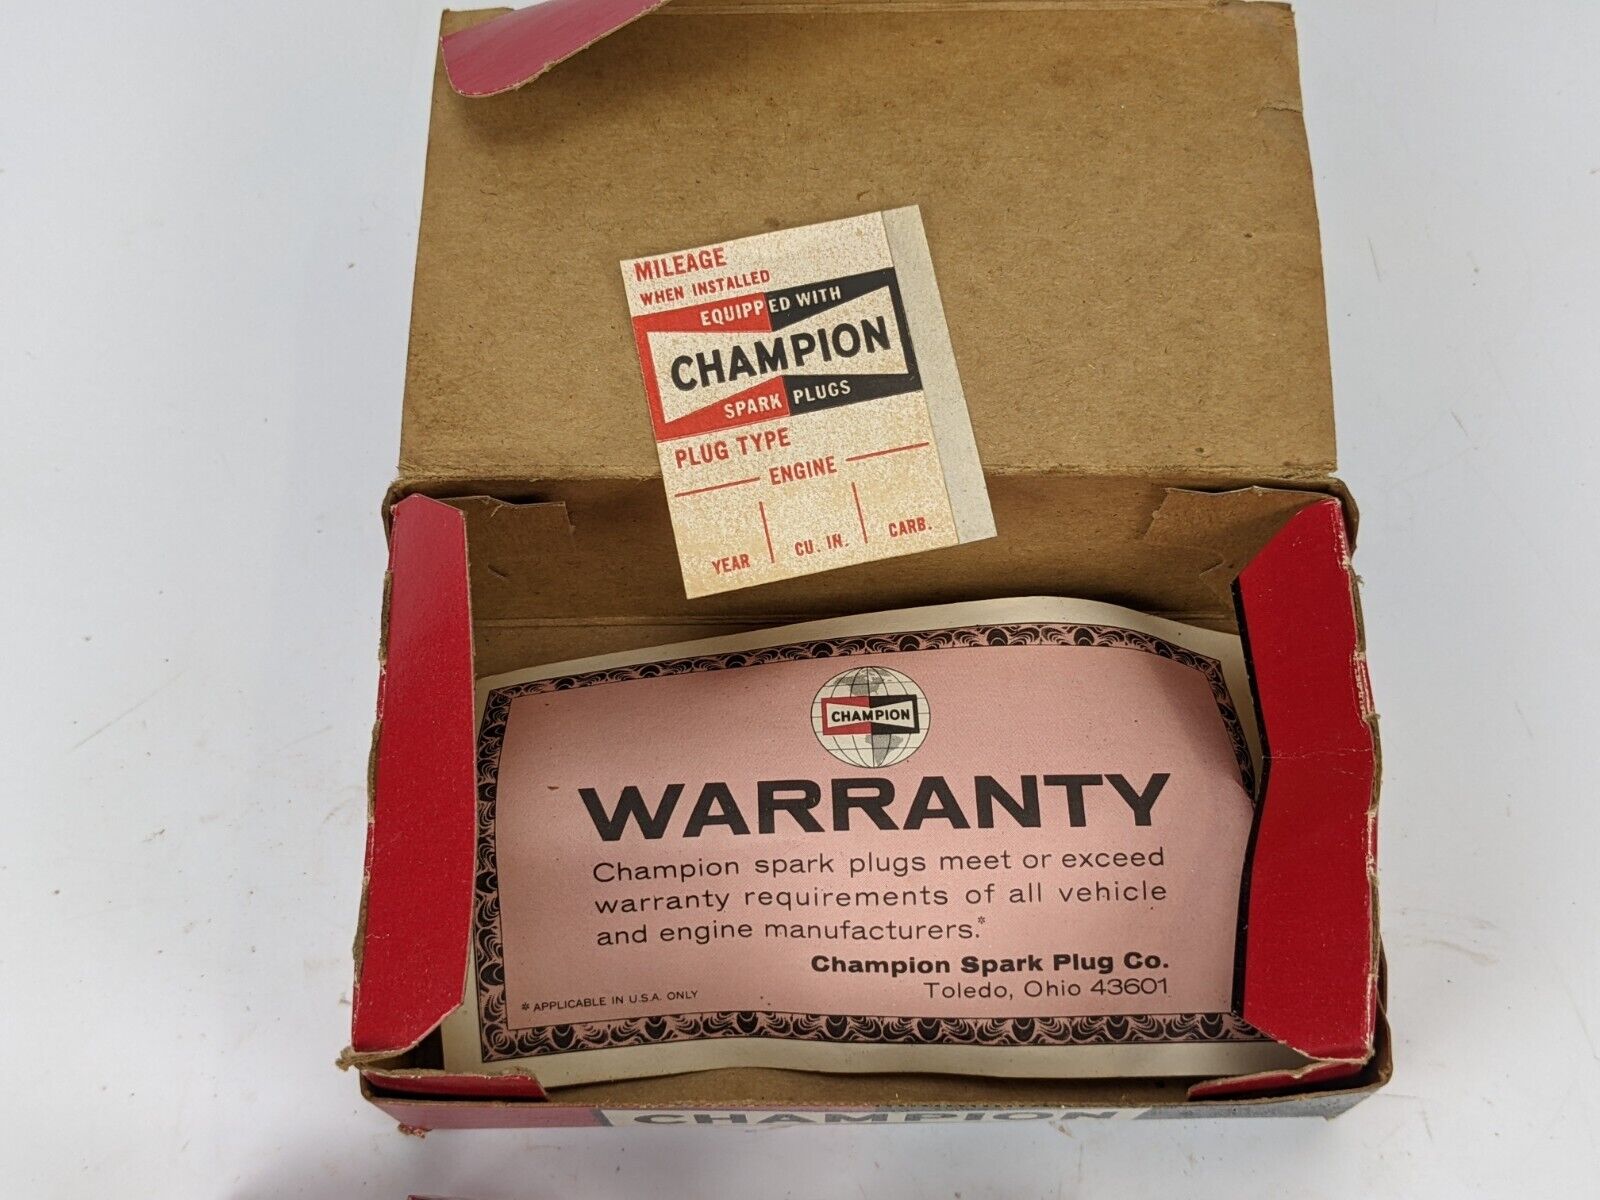 MILEAGE
WHEN INSTALLED
EQUIPPED WITH
CHAMPION
SPARK PLUGS
PLUG TYPE
ENGINE
YEAR CU. IN. CARB.
CHAMPION
WARRANTY
Champion spark plugs meet or exceed
warranty requirements of all vehicle
and engine manufacturers.*
Champion Spark Plug Co.
Toledo, Ohio 43601
* APPLICABLE IN U.S.A. ONLY
CHAMPION